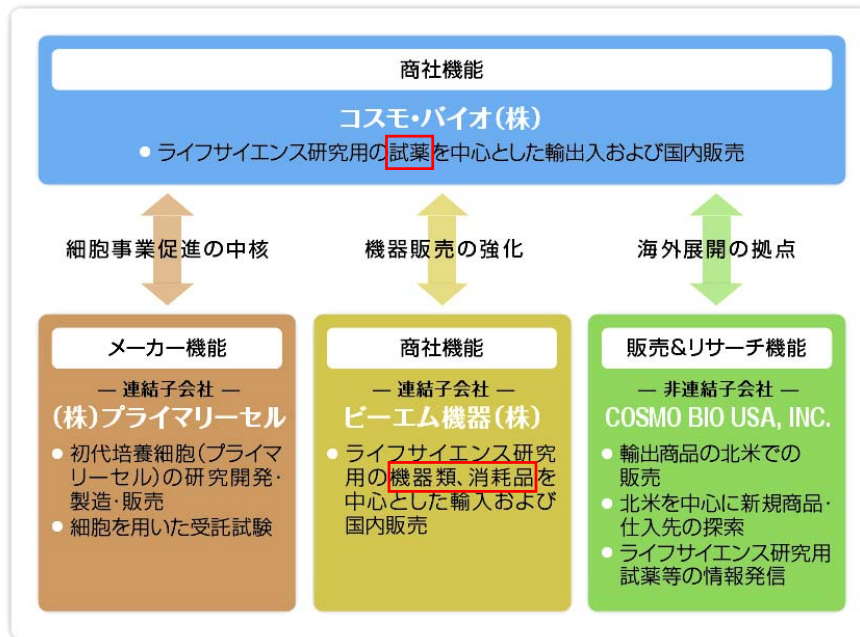 商社機能
コスモ・バイオ(株)
● ライフサイエンス研究用の試薬を中心とした輸出入および国内販売
細胞事業促進の中核
機器販売の強化
海外展開の拠点
メーカー機能
― 連結子会社 ―
(株)プライマリーセル
● 初代培養細胞(プライマ
リーセル)の研究開発・
製造・販売
● 細胞を用いた受託試験
商社機能
― 連結子会社 ―
ビーエム機器(株)
● ライフサイエンス研究
用の機器類、消耗品を
中心とした輸入および
国内販売
販売&リサーチ機能
― 非連結子会社 ―
COSMO BIO USA, INC.
● 輸出商品の北米での
販売
● 北米を中心に新規商品・
仕入先の探索
● ライフサイエンス研究用
試薬等の情報発信